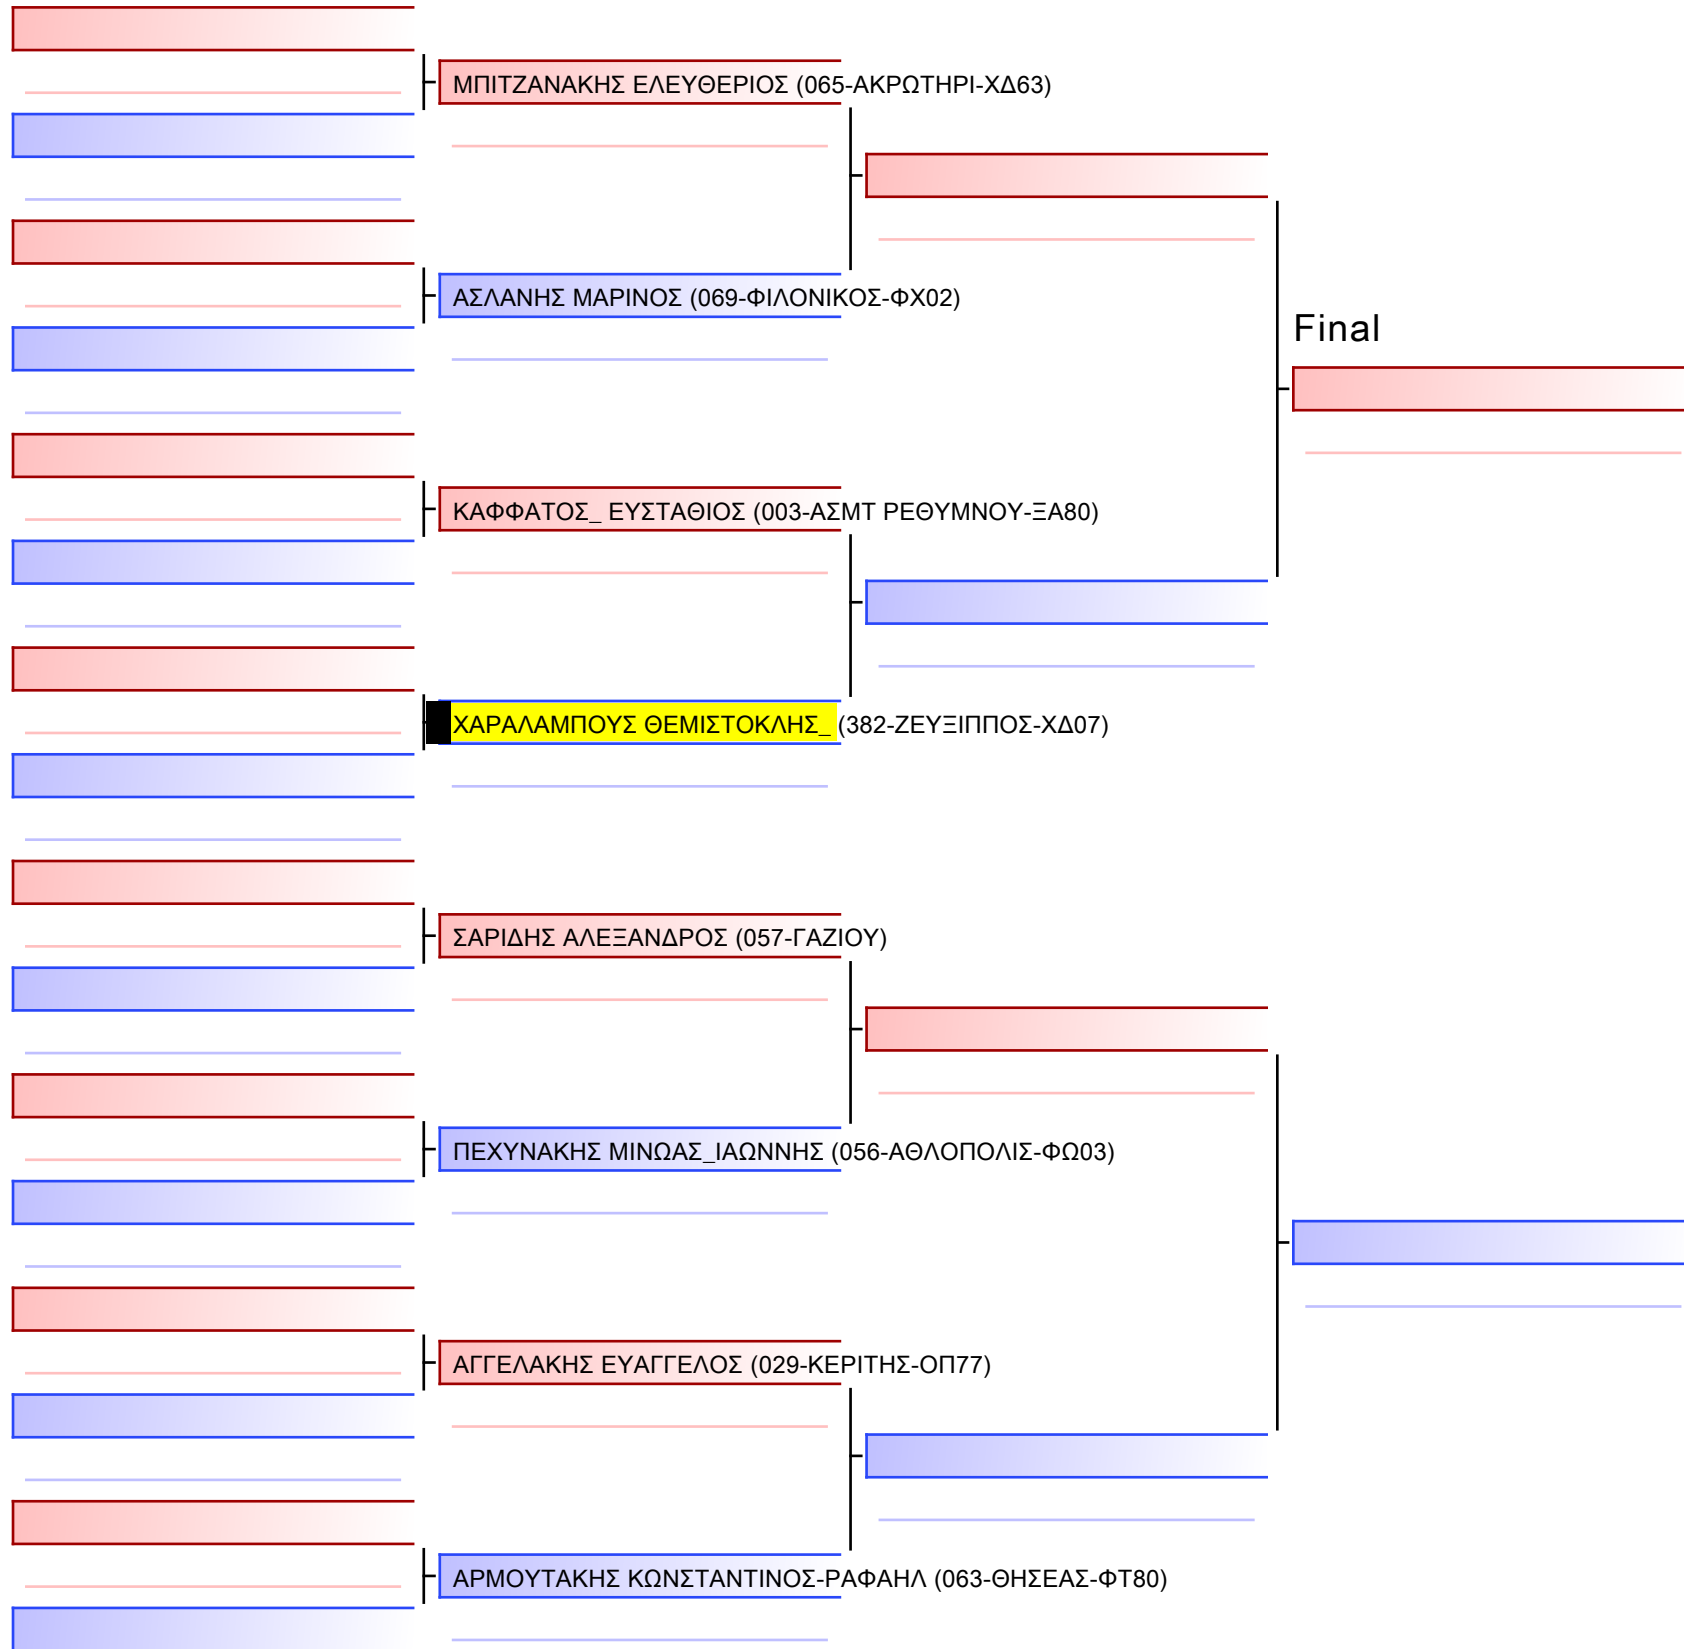 ΜΠΙΤΖΑΝΑΚΗΣ ΕΛΕΥΘΕΡΙΟΣ (065-ΑΚΡΩΤΗΡΙ-ΧΔ63)
ΑΣΛΑΝΗΣ ΜΑΡΙΝΟΣ (069-ΦΙΛΟΝΙΚΟΣ-ΦΧ02)
Final
ΚΑΦΦΑΤΟΣ_ ΕΥΣΤΑΘΙΟΣ (003-ΑΣΜΤ ΡΕΘΥΜΝΟΥ-ΞΑ80)
ΧΑΡΑΛΑΜΠΟΥΣ ΘΕΜΙΣΤΟΚΛΗΣ_ (382-ΖΕΥΞΙΠΠΟΣ-ΧΔ07)
ΣΑΡΙΔΗΣ ΑΛΕΞΑΝΔΡΟΣ (057-ΓΑΖΙΟΥ)
ΠΕΧΥΝΑΚΗΣ ΜΙΝΩΑΣ_ΙΑΩΝΝΗΣ (056-ΑΘΛΟΠΟΛΙΣ-ΦΩ03)
ΑΓΓΕΛΑΚΗΣ ΕΥΑΓΓΕΛΟΣ (029-ΚΕΡΙΤΗΣ-ΟΠ77)
ΑΡΜΟΥΤΑΚΗΣ ΚΩΝΣΤΑΝΤΙΝΟΣ-ΡΑΦΑΗΛ (063-ΘΗΣΕΑΣ-ΦΤ80)